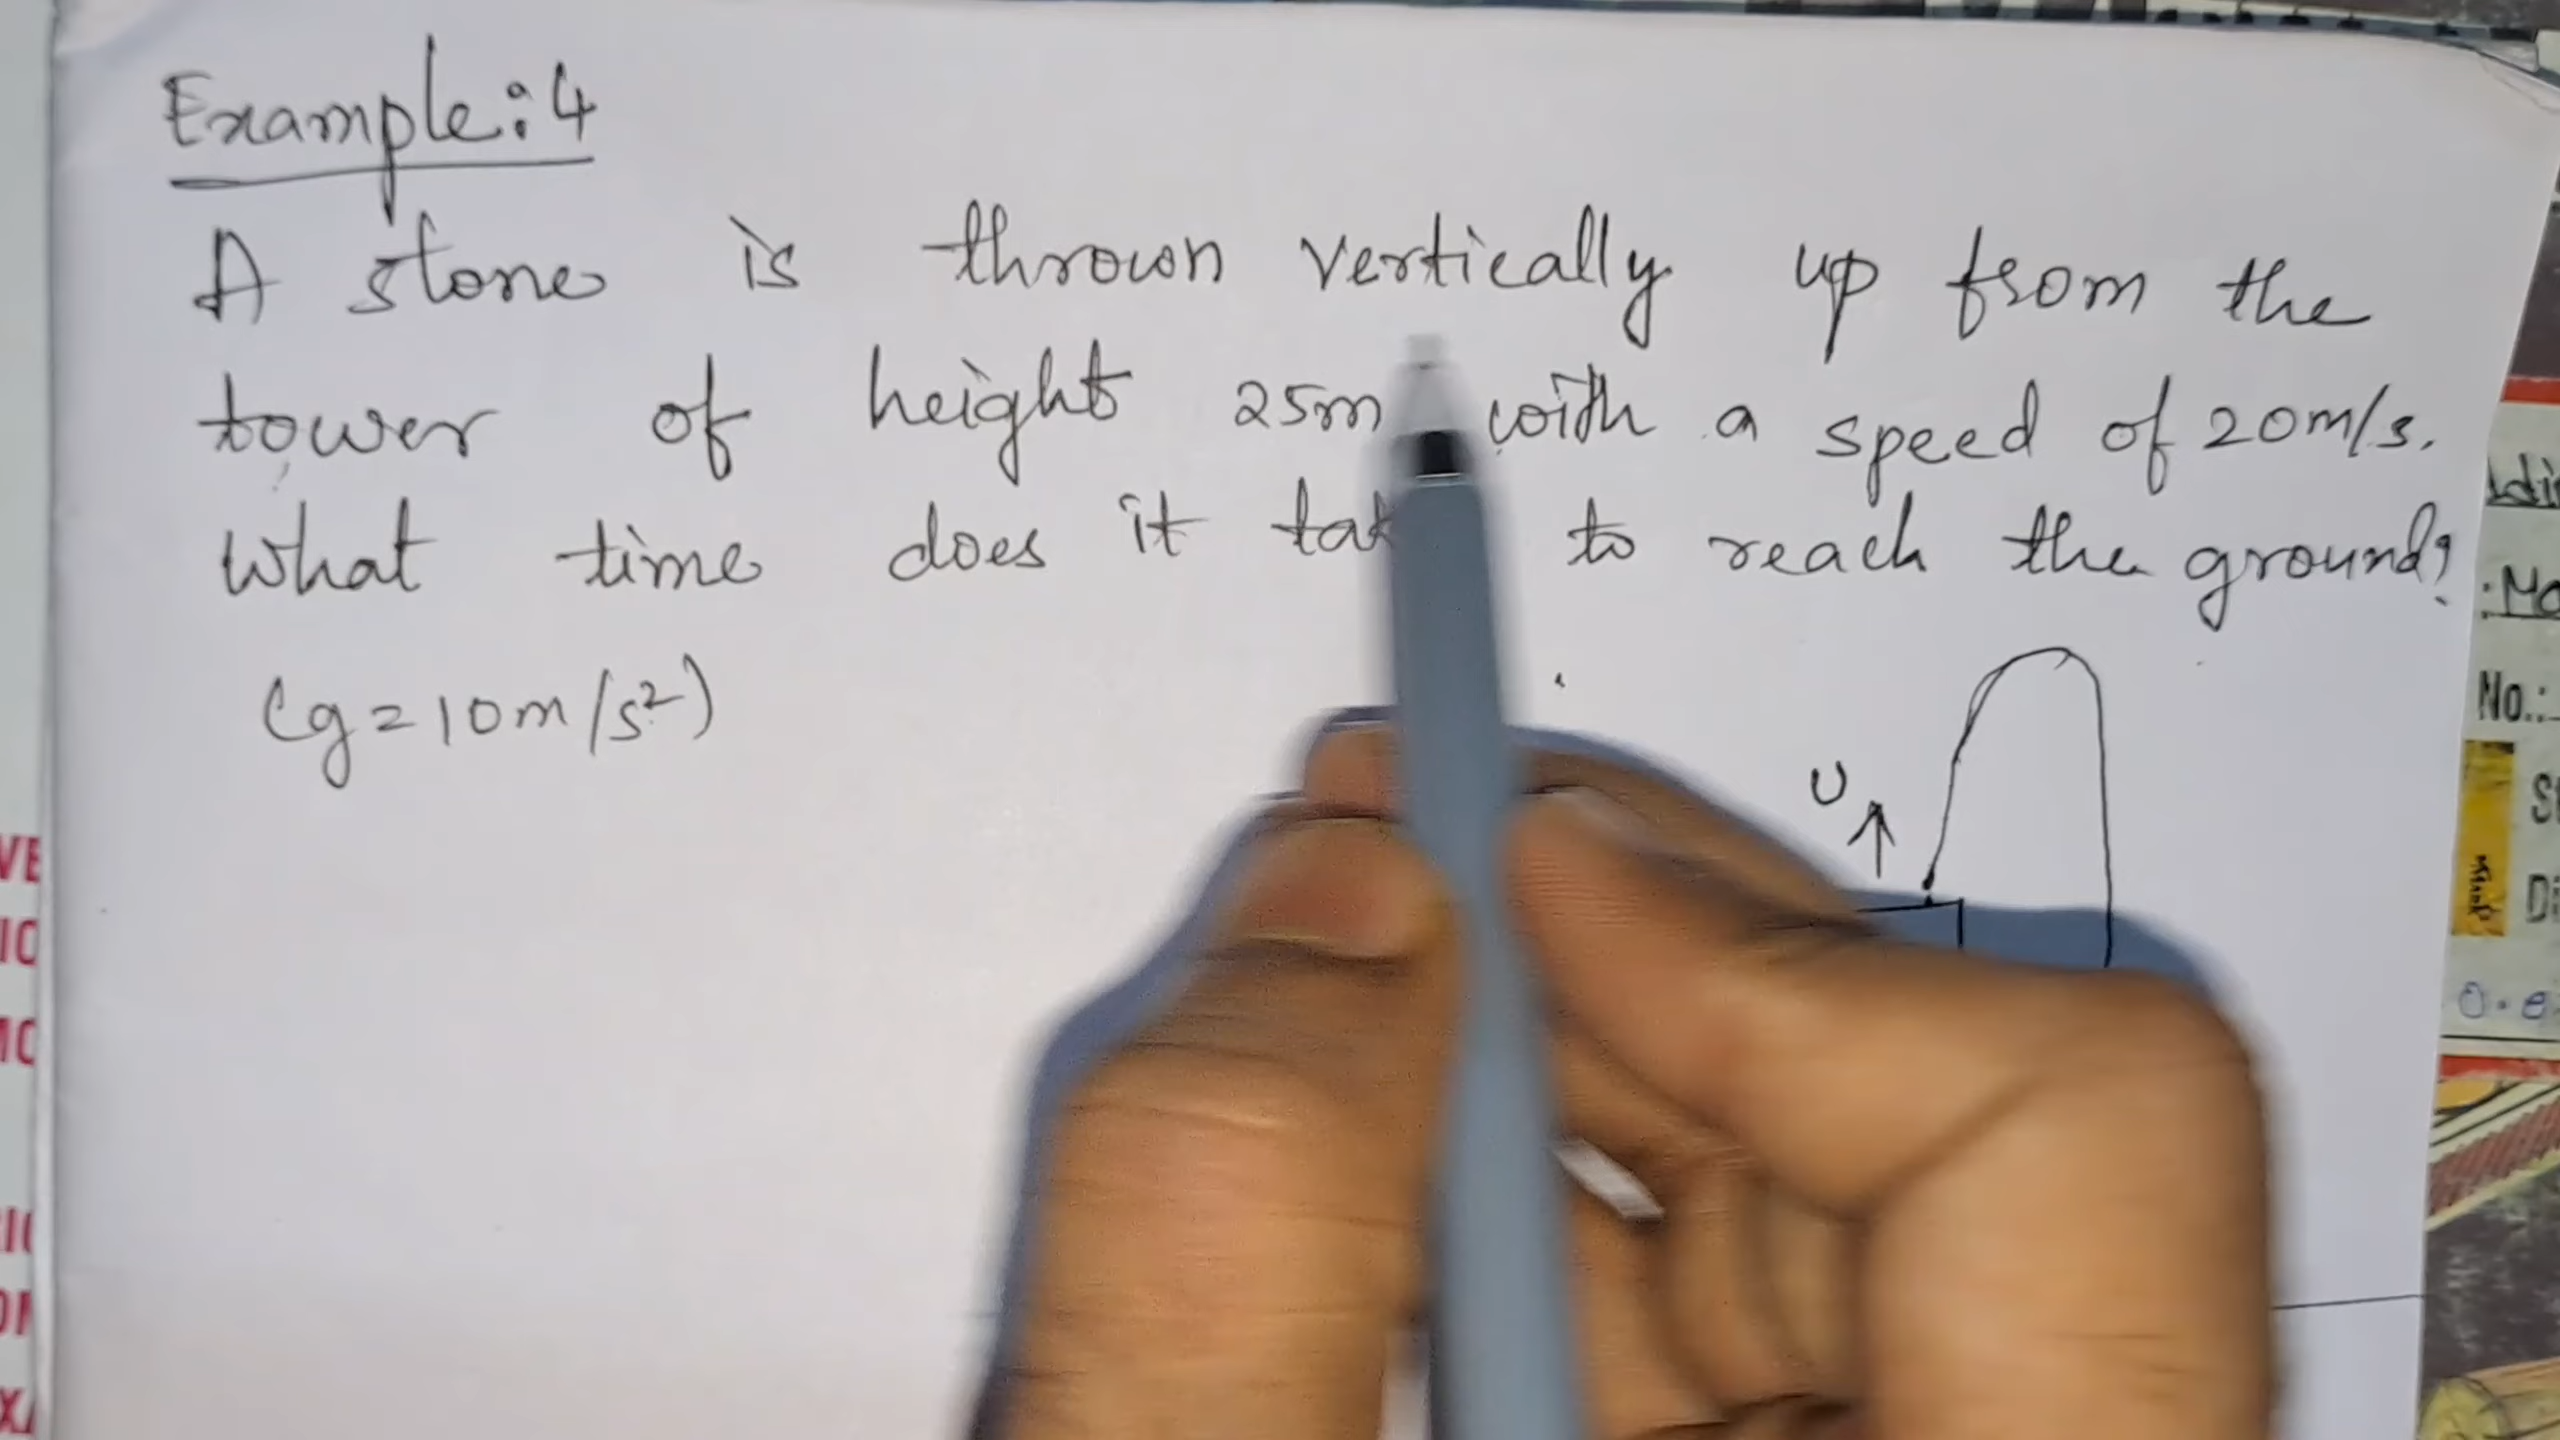 Example:4
A stone is thrown vertically up from the
tower of height 25m with a speed of 20m/s.
What time does it to reach the ground?
(g=10m/s²)
U
No.: